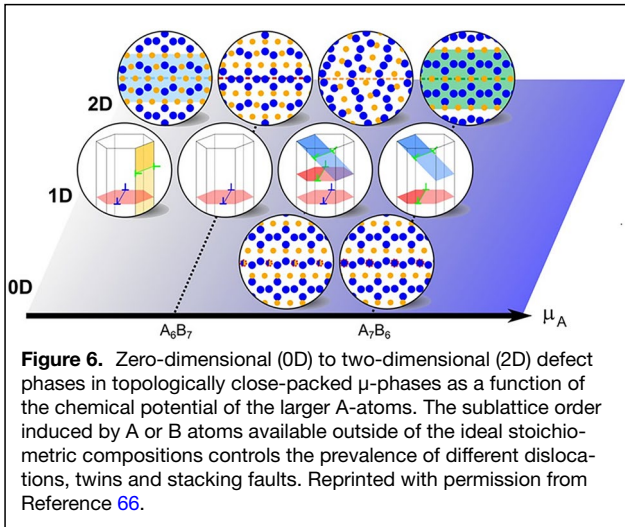 2D
1D
0D
μA
A6B7
A7B6
Figure 6. Zero-dimensional (0D) to two-dimensional (2D) defect
phases in topologically close-packed μ-phases as a function of
the chemical potential of the larger A-atoms. The sublattice order
induced by A or B atoms available outside of the ideal stoichio-
metric compositions controls the prevalence of different disloca-
tions, twins and stacking faults. Reprinted with permission from
Reference 66.